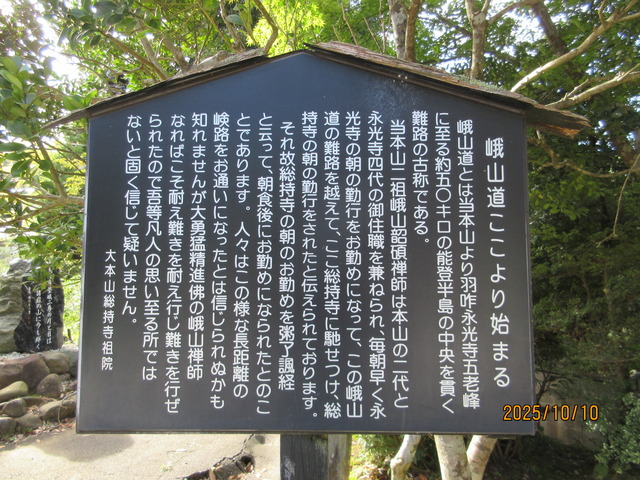 峨山道ここより始まる
峨山道とは当本山より羽咋永光寺五老峰
に至る約五〇キロの能登半島の中央を貫く
難路の古称である。
当本山二祖峨山韶碩禅師は本山の二代と
永光寺四代の御住職を兼ねられ、毎朝早く永
光寺の朝の勤行をお勤めになって、この峨山
道の難路を越えて、ここ総持寺に馳せつけ、総
持寺の朝の勤行をされたと伝えられております。
それ故総持寺の朝のお勤めを粥了諷経
と云って、朝食後にお勤めになられたとのこ
とであります。人々はこの様な長距離の
峻路をお通いになったとは信じられぬかも
知れませんが大勇猛精進佛の峨山禅師
なればこそ耐え難きを耐え行じ難きを行ぜ
られたので吾等凡人の思い至る所では
ないと固く信じて疑いません。
大本山総持寺祖院
2025/10/10